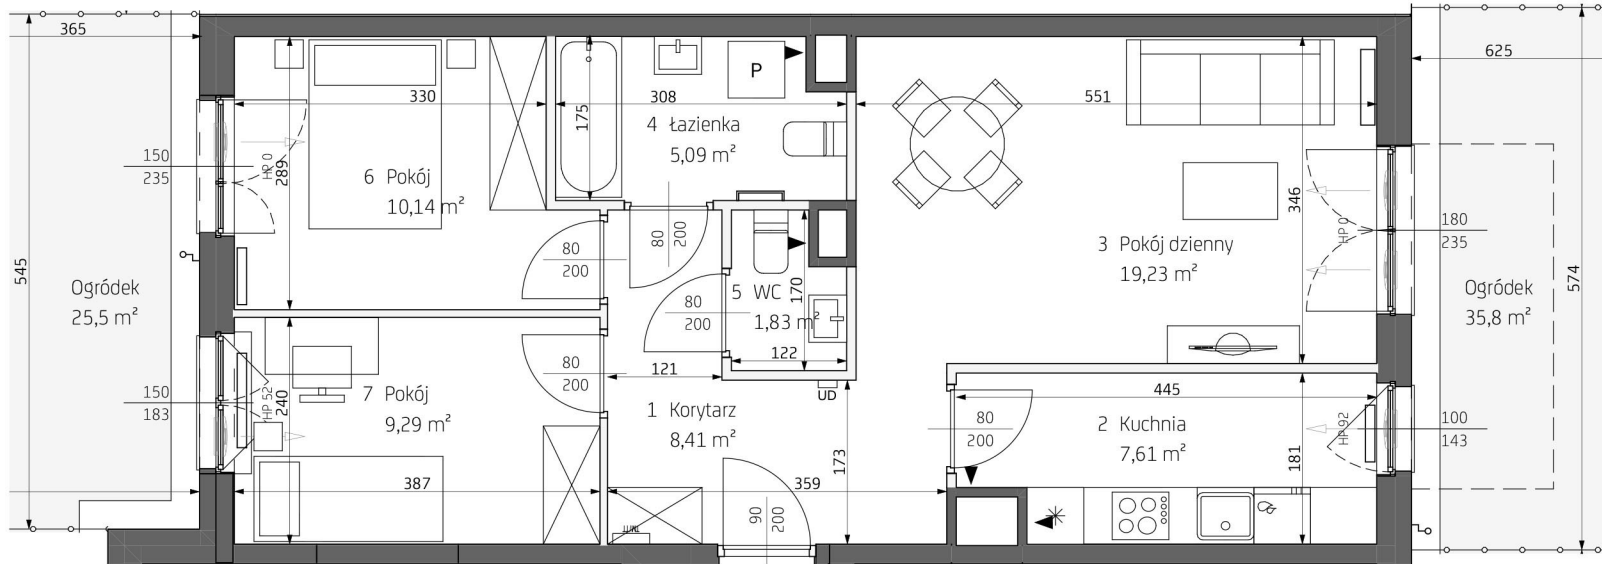 365
625
330
308
551
175
P
4 Łazienka
5,09 m²
150
235
HP 0
289
6 Pokój
10,14 m²
346
HP 0
180
235
80
200
80
200
3 Pokój dzienny
19,23 m²
545
574
Ogródek
25,5 m²
Ogródek
35,8 m²
5 WC
1,83 m²
170
80
200
122
121
80
200
UD
445
150
183
HP 52
240
7 Pokój
9,29 m²
1 Korytarz
8,41 m²
80
200
2 Kuchnia
7,61 m²
HP 92
100
143
173
181
387
359
90
200